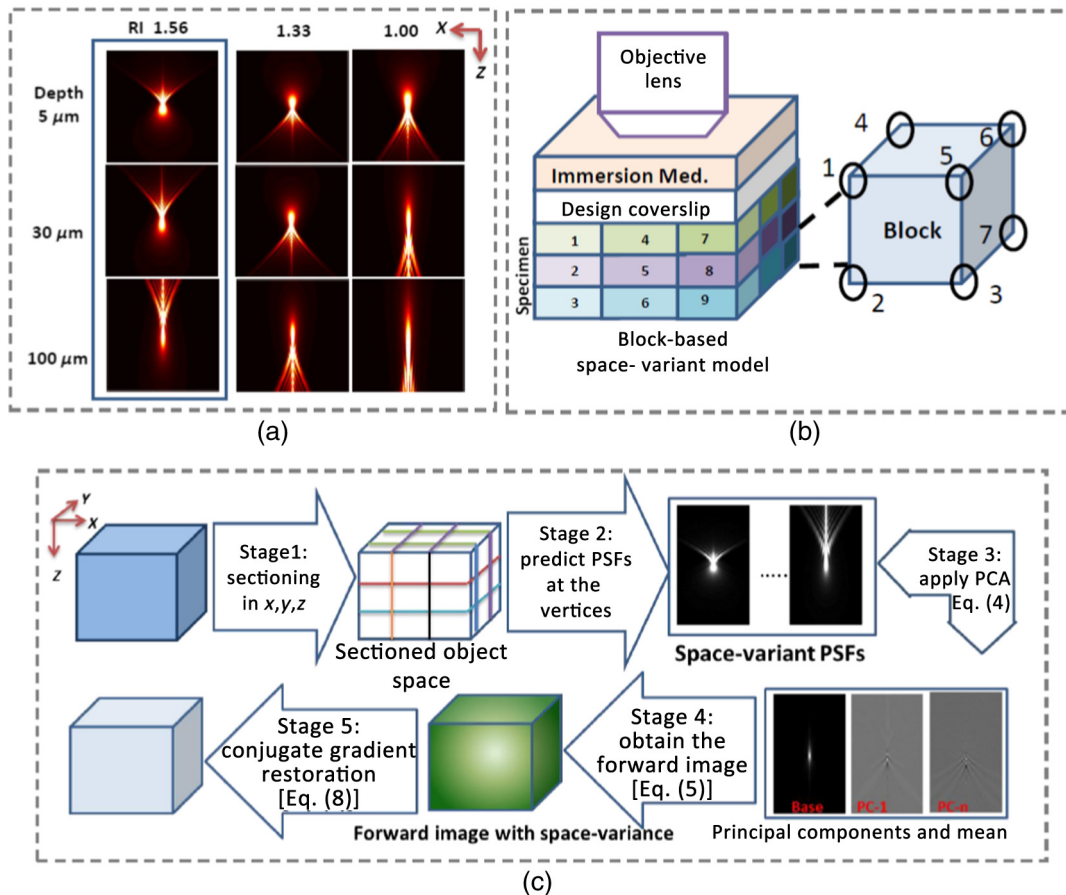 RI 1.56
1.33
1.00
X
Z
Depth
5 µm
30 µm
100 µm
(a)
Objective
lens
Immersion Med.
Design coverslip
1
4
7
2
5
8
3
6
9
Specimen
Block-based
space- variant model
4
6
1
5
Block
7
2
3
(b)
Y
X
Z
Stage1:
sectioning
in x,y,z
Sectioned object
space
Stage 2:
predict PSFs
at the
vertices
......
Space-variant PSFs
Stage 3:
apply PCA
Eq. (4)
Base
PC-1
PC-n
Principal components and mean
Stage 4:
obtain the
forward image
[Eq. (5)]
Forward image with space-variance
Stage 5:
conjugate gradient
restoration
[Eq. (8)]
(c)